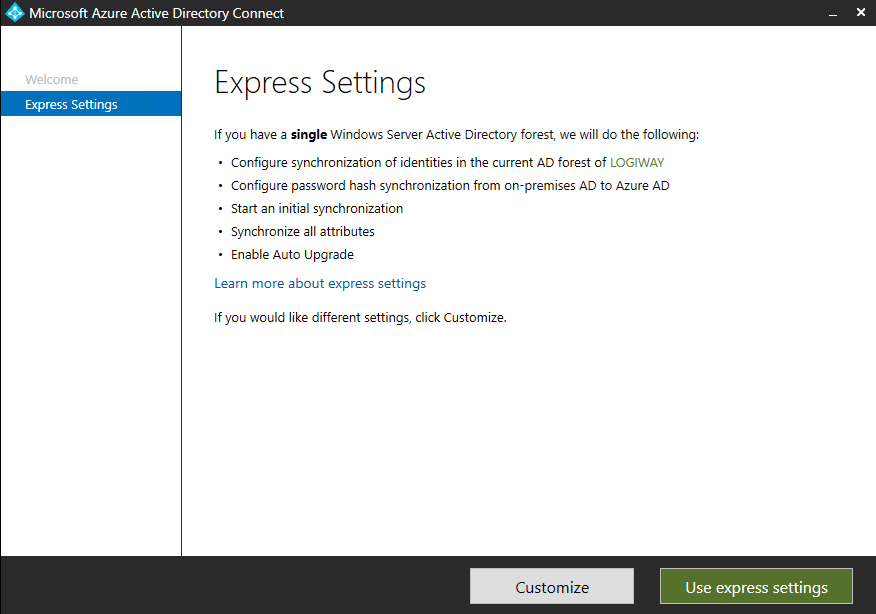 Microsoft Azure Active Directory Connect
Welcome
Express Settings
Express Settings
If you have a single Windows Server Active Directory forest, we will do the following:
• Configure synchronization of identities in the current AD forest of LOGIWAY
• Configure password hash synchronization from on-premises AD to Azure AD
• Start an initial synchronization
• Synchronize all attributes
• Enable Auto Upgrade
Learn more about express settings
If you would like different settings, click Customize.
Customize
Use express settings